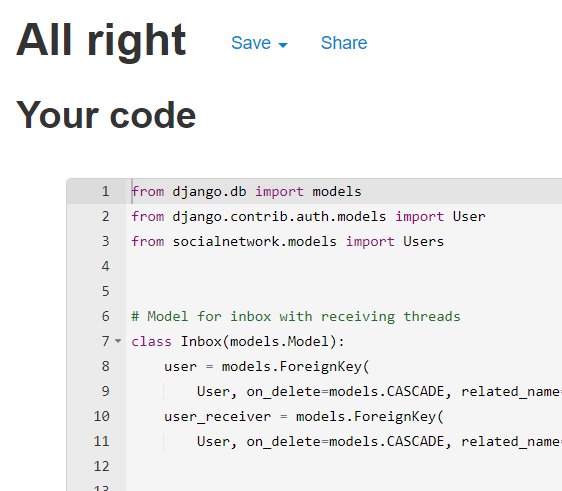 All right Save Share
Your code
1 from django.db import models
2 from django.contrib.auth.models import User
3 from socialnetwork.models import Users
4
5
6 # Model for inbox with receiving threads
7 class Inbox(models.Model):
8 user = models.ForeignKey(
9 User, on_delete=models.CASCADE, related_name=
10 user_receiver = models.ForeignKey(
11 User, on_delete=models.CASCADE, related_name=
12
13